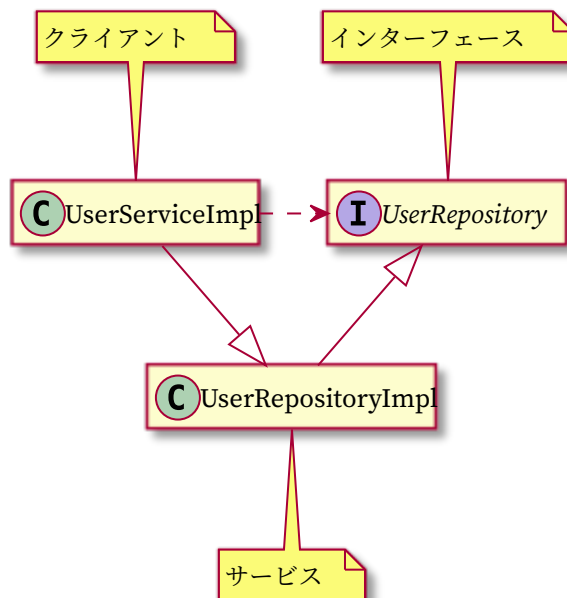 クライアント
インターフェース
C UserServiceImpl
I UserRepository
C UserRepositoryImpl
サービス